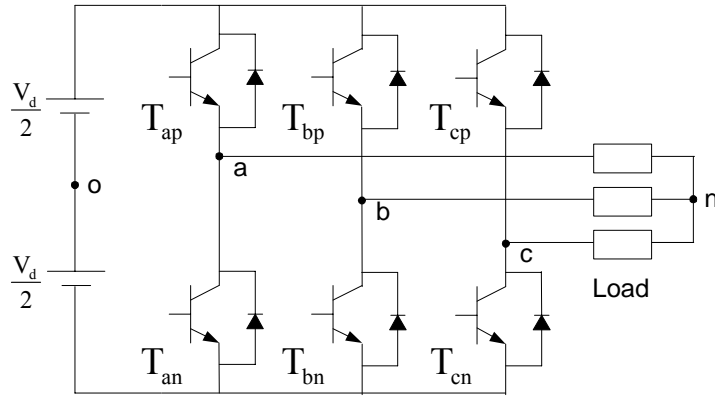 V_d/2
T_ap
T_bp
T_cp
a
o
b
n
c
V_d/2
Load
T_an
T_bn
T_cn